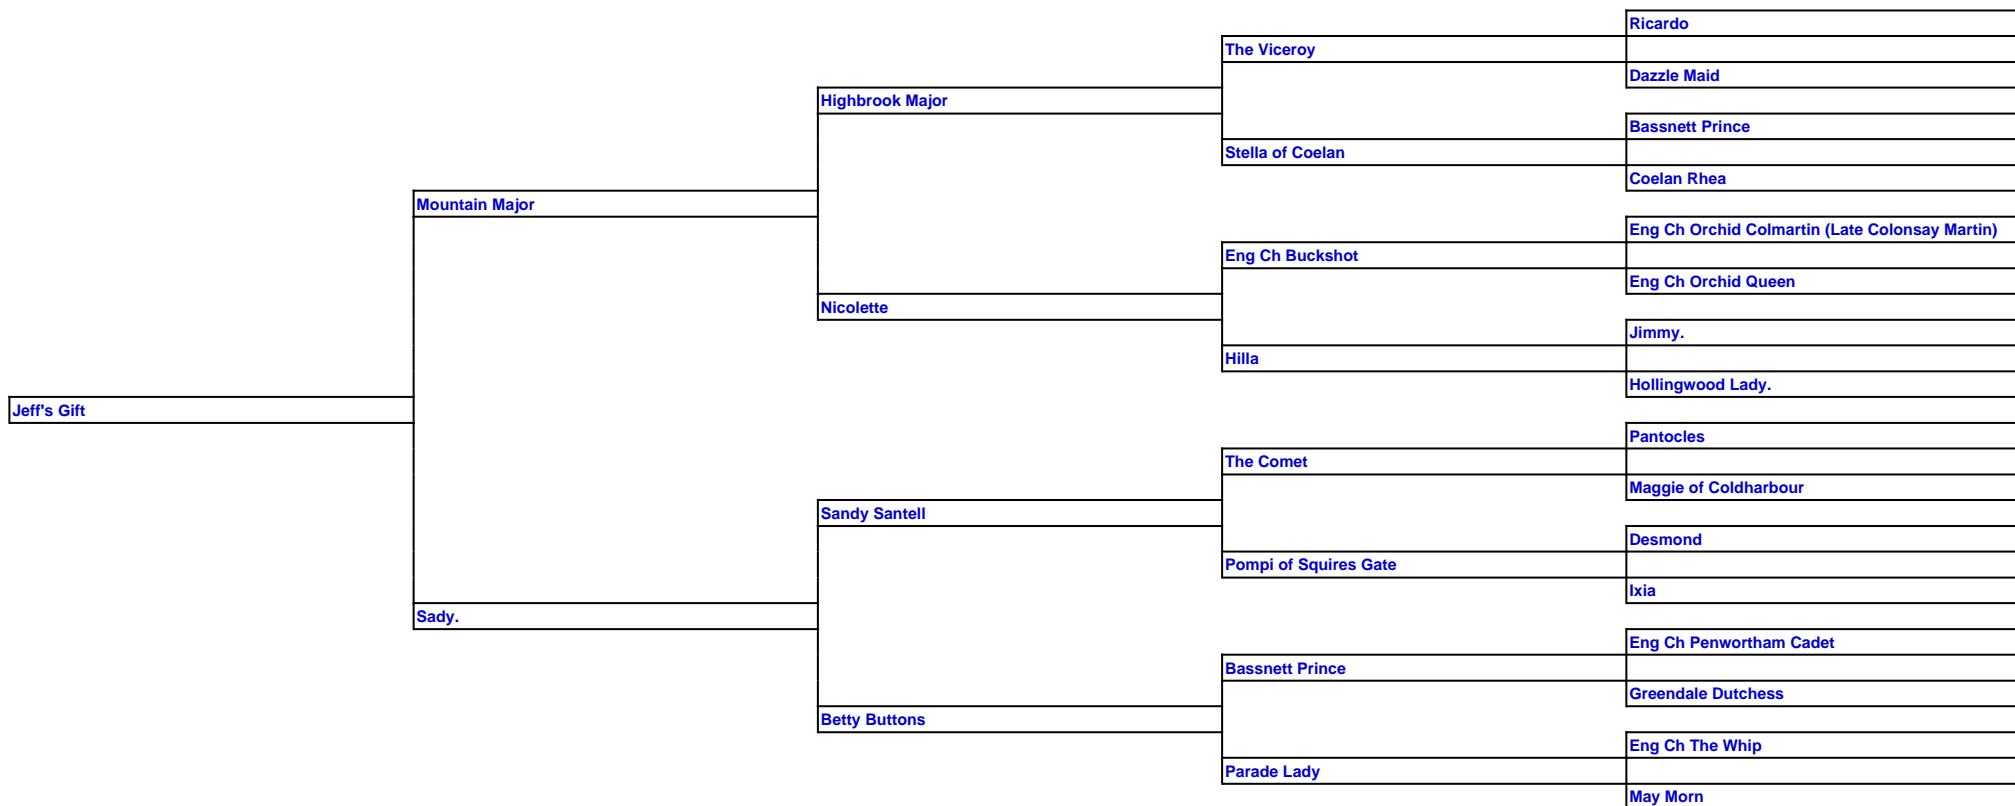 Ricardo
The Viceroy
Dazzle Maid
Highbrook Major
Bassnett Prince
Stella of Coelan
Coelan Rhea
Mountain Major
Eng Ch Orchid Colmartin (Late Colonsay Martin)
Eng Ch Buckshot
Eng Ch Orchid Queen
Nicolette
Jimmy.
Hilla
Hollingwood Lady.
Jeff's Gift
Pantocles
The Comet
Maggie of Coldharbour
Sandy Santell
Desmond
Pompi of Squires Gate
Ixia
Sady.
Eng Ch Penwortham Cadet
Bassnett Prince
Greendale Dutchess
Betty Buttons
Eng Ch The Whip
Parade Lady
May Morn